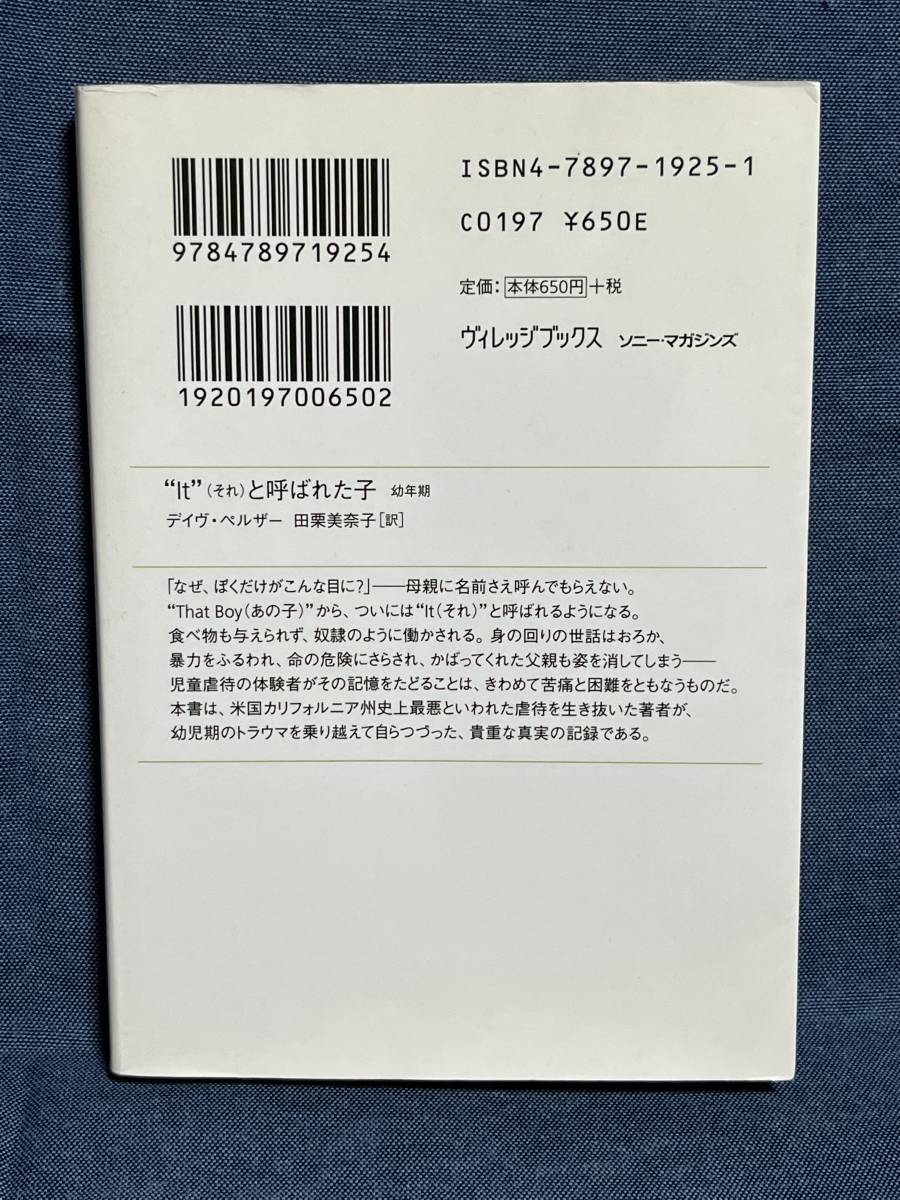 9784789719254
1920197006502
ISBN4-7897-1925-1
C0197 ¥650E
定価：本体650円+税
ヴィレッジブックス ソニー・マガジンズ
“It”（それ）と呼ばれた子 幼年期
デイヴ・ペルザー 田栗美奈子［訳］
「なぜ、ぼくだけがこんな目に?」――母親に名前さえ呼んでもらえない。
“That Boy（あの子）”から、ついには“It（それ）”と呼ばれるようになる。
食べ物も与えられず、奴隷のように働かされる。身の回りの世話はおろか、
暴力をふるわれ、命の危険にさらされ、かばってくれた父親も姿を消してしまう――
児童虐待の体験者がその記憶をたどることは、きわめて苦痛と困難をともなうものだ。
本書は、米国カリフォルニア州史上最悪といわれた虐待を生き抜いた著者が、
幼児期のトラウマを乗り越えて自らつづった、貴重な真実の記録である。